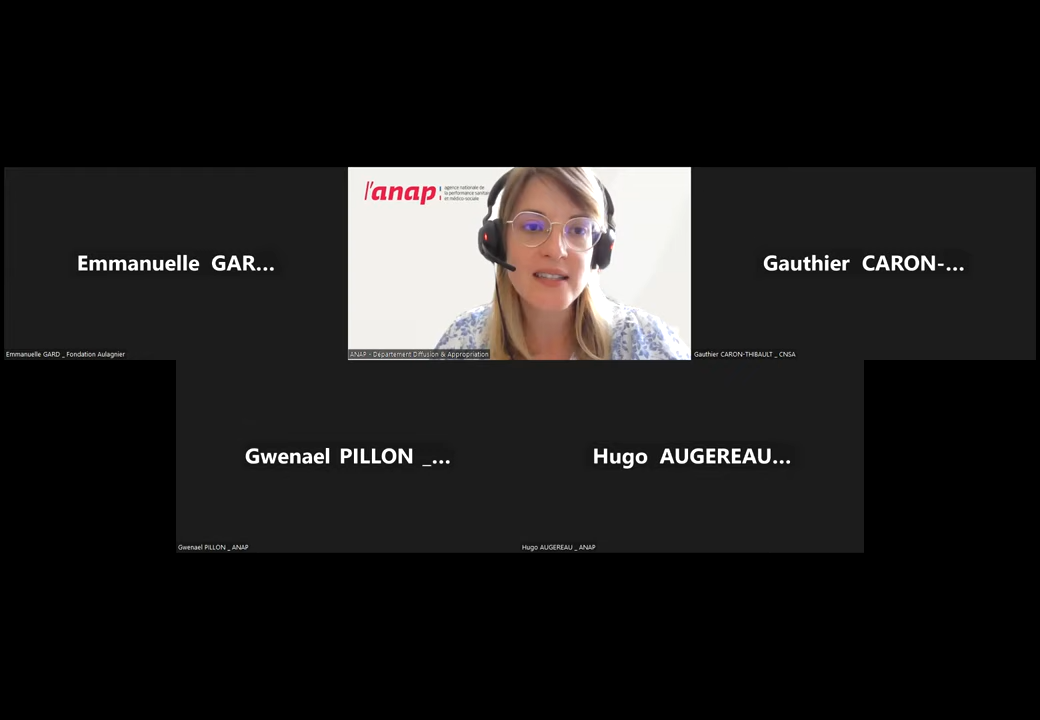 Emmanuelle GAR...
Emmanuelle GARD _ Fondation Aulagnier
l'anap
agence nationale de
la performance sanitaire
et médico-sociale
ANAP - Département Diffusion & Appropriation
Gauthier CARON-...
Gauthier CARON-THIBAULT _ CNSA
Gwenael PILLON _...
Gwenael PILLON _ ANAP
Hugo AUGEREAU...
Hugo AUGEREAU _ ANAP